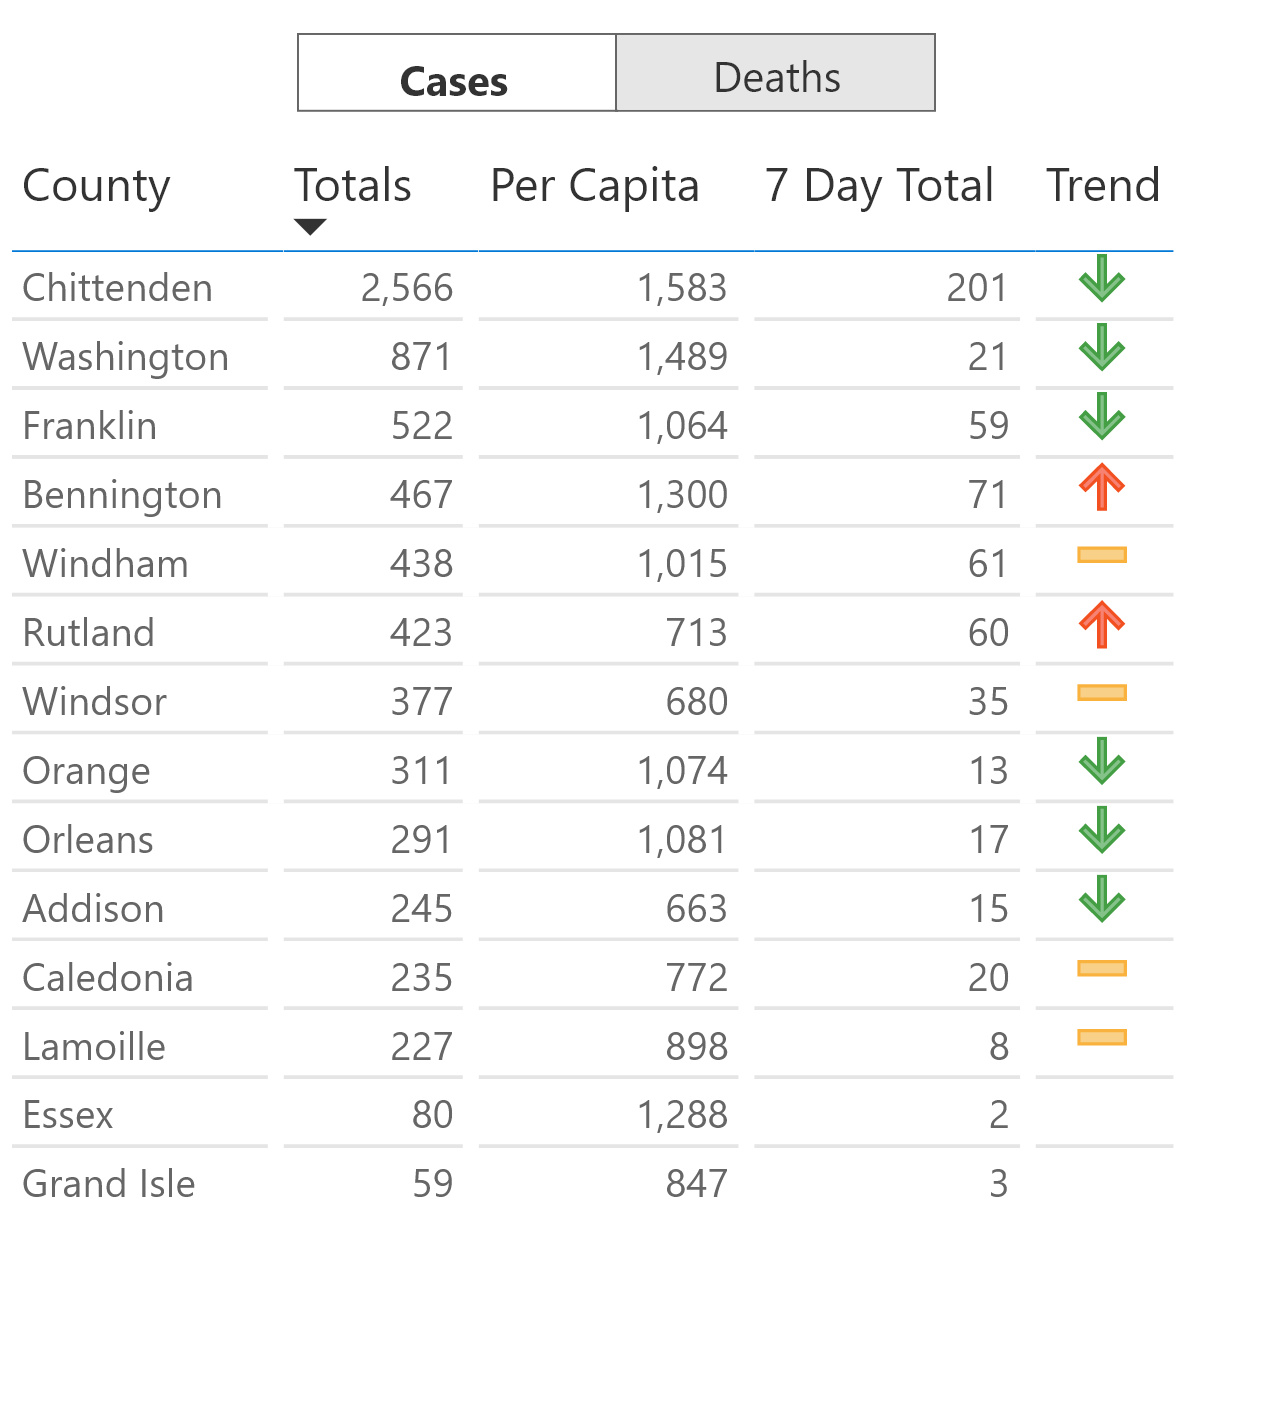 Cases Deaths
County Totals Per Capita 7 Day Total Trend
Chittenden 2,566 1,583 201
Washington 871 1,489 21
Franklin 522 1,064 59
Bennington 467 1,300 71
Windham 438 1,015 61
Rutland 423 713 60
Windsor 377 680 35
Orange 311 1,074 13
Orleans 291 1,081 17
Addison 245 663 15
Caledonia 235 772 20
Lamoille 227 898 8
Essex 80 1,288 2
Grand Isle 59 847 3